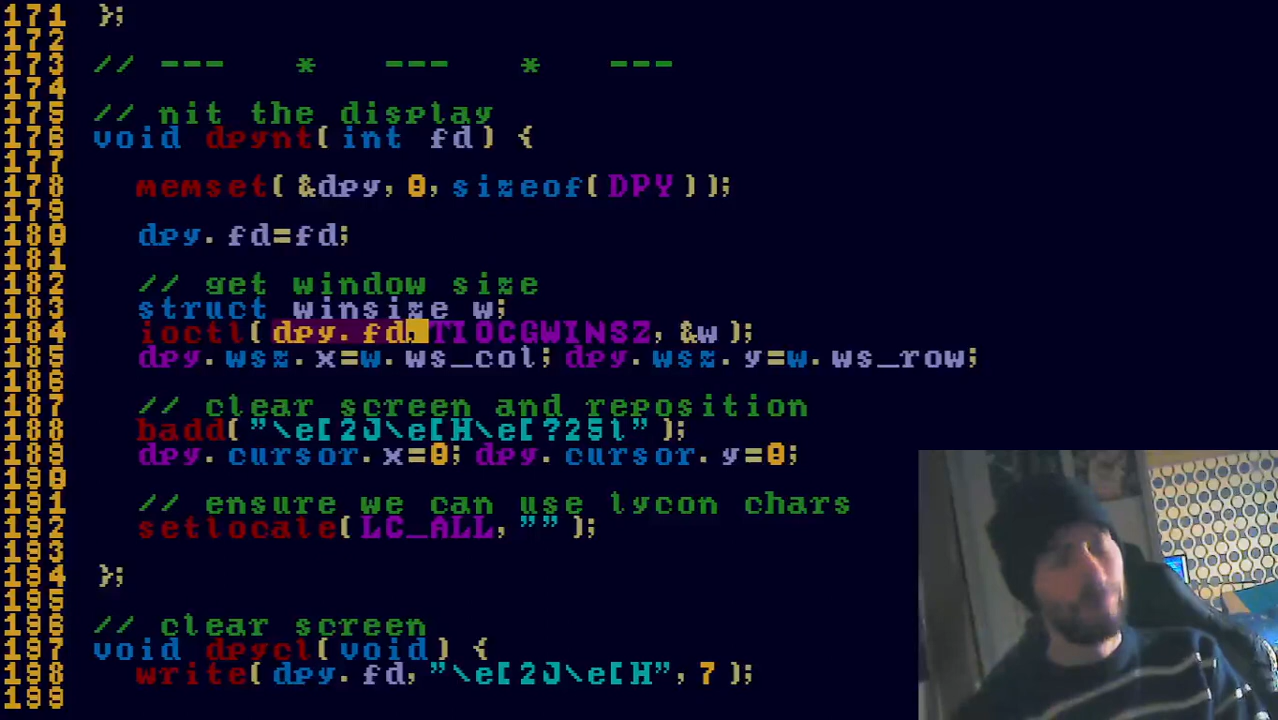 171 };
172
173 // --- * --- * ---
174
175 // nit the display
176 void dpynt( int fd) {
177
178 memset( &dpy, 0, sizeof( DPY ) );
179
180 dpy. fd=fd;
181
182 // get window size
183 struct winsize w;
184 ioctl( dpy. fd, TIOCGWINSZ, &w );
185 dpy. wsz. x=w. ws_col; dpy. wsz. y=w. ws_row;
186
187 // clear screen and reposition
188 badd( "\e[2J\e[H\e[?25l" );
189 dpy. cursor. x=0; dpy. cursor. y=0;
190
191 // ensure we can use lycon chars
192 setlocale( LC_ALL, "" );
193
194 };
195
196 // clear screen
197 void dpycl( void ) {
198 write( dpy. fd, "\e[2J\e[H", 7 );
199